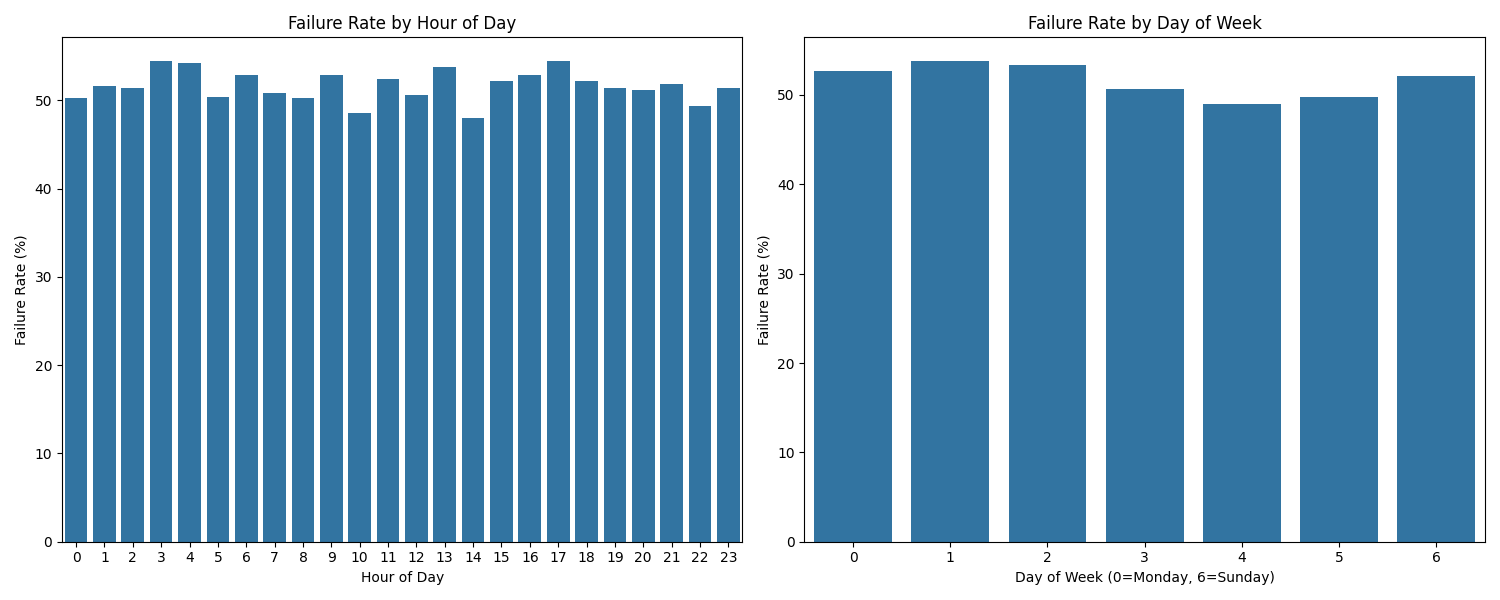 Failure Rate by Hour of Day
Failure Rate (%)
50
40
30
20
10
0
0 1 2 3 4 5 6 7 8 9 10 11 12 13 14 15 16 17 18 19 20 21 22 23
Hour of Day
Failure Rate by Day of Week
Failure Rate (%)
50
40
30
20
10
0
0 1 2 3 4 5 6
Day of Week (0=Monday, 6=Sunday)